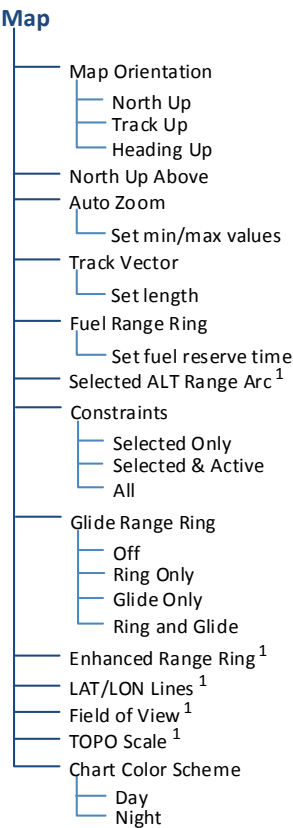 Map
Map Orientation
North Up
Track Up
Heading Up
North Up Above
Auto Zoom
Set min/max values
Track Vector
Set length
Fuel Range Ring
Set fuel reserve time
Selected ALT Range Arc 1
Constraints
Selected Only
Selected & Active
All
Glide Range Ring
Off
Ring Only
Glide Only
Ring and Glide
Enhanced Range Ring 1
LAT/LON Lines 1
Field of View 1
TOPO Scale 1
Chart Color Scheme
Day
Night